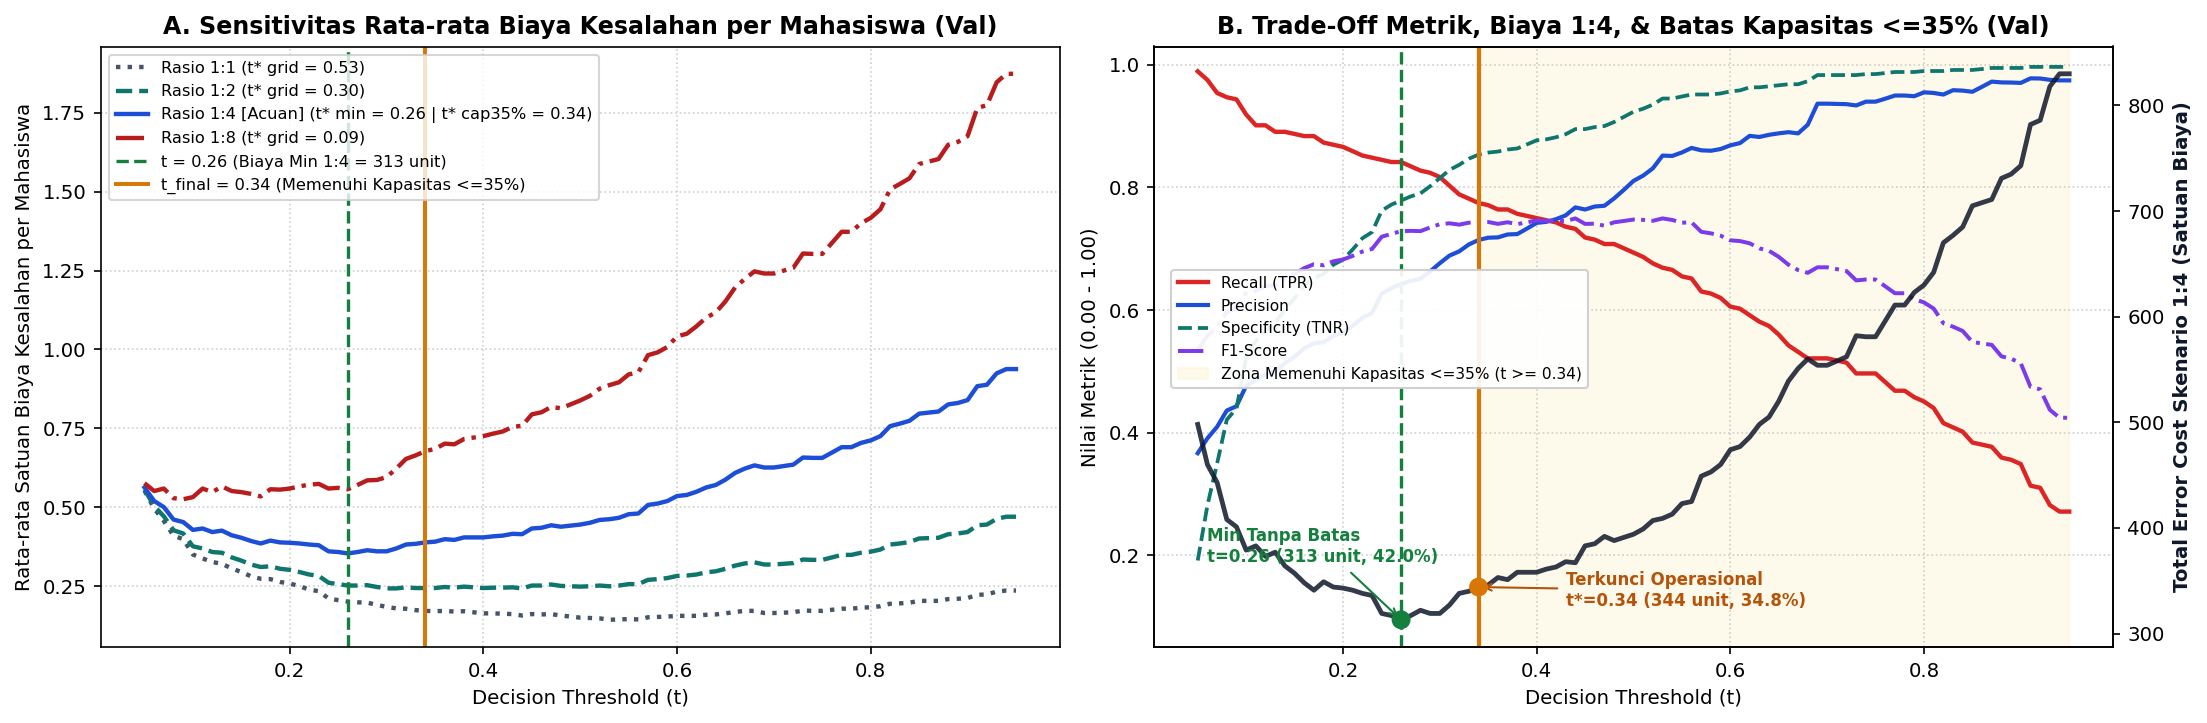 A. Sensitivitas Rata-rata Biaya Kesalahan per Mahasiswa (Val)
Rata-rata Satuan Biaya Kesalahan per Mahasiswa
1.75
1.50
1.25
1.00
0.75
0.50
0.25
Rasio 1:1 (t* grid = 0.53)
Rasio 1:2 (t* grid = 0.30)
Rasio 1:4 [Acuan] (t* min = 0.26 | t* cap35% = 0.34)
Rasio 1:8 (t* grid = 0.09)
t = 0.26 (Biaya Min 1:4 = 313 unit)
t_final = 0.34 (Memenuhi Kapasitas <=35%)
0.2 0.4 0.6 0.8
Decision Threshold (t)
B. Trade-Off Metrik, Biaya 1:4, & Batas Kapasitas <=35% (Val)
Nilai Metrik (0.00 - 1.00)
1.0
0.8
0.6
0.4
0.2
Recall (TPR)
Precision
Specificity (TNR)
F1-Score
Zona Memenuhi Kapasitas <=35% (t >= 0.34)
Min Tanpa Batas
t=0.26 (313 unit, 42.0%)
Terkunci Operasional
t*=0.34 (344 unit, 34.8%)
0.2 0.4 0.6 0.8
Decision Threshold (t)
800
700
600
500
400
300
Total Error Cost Skenario 1:4 (Satuan Biaya)